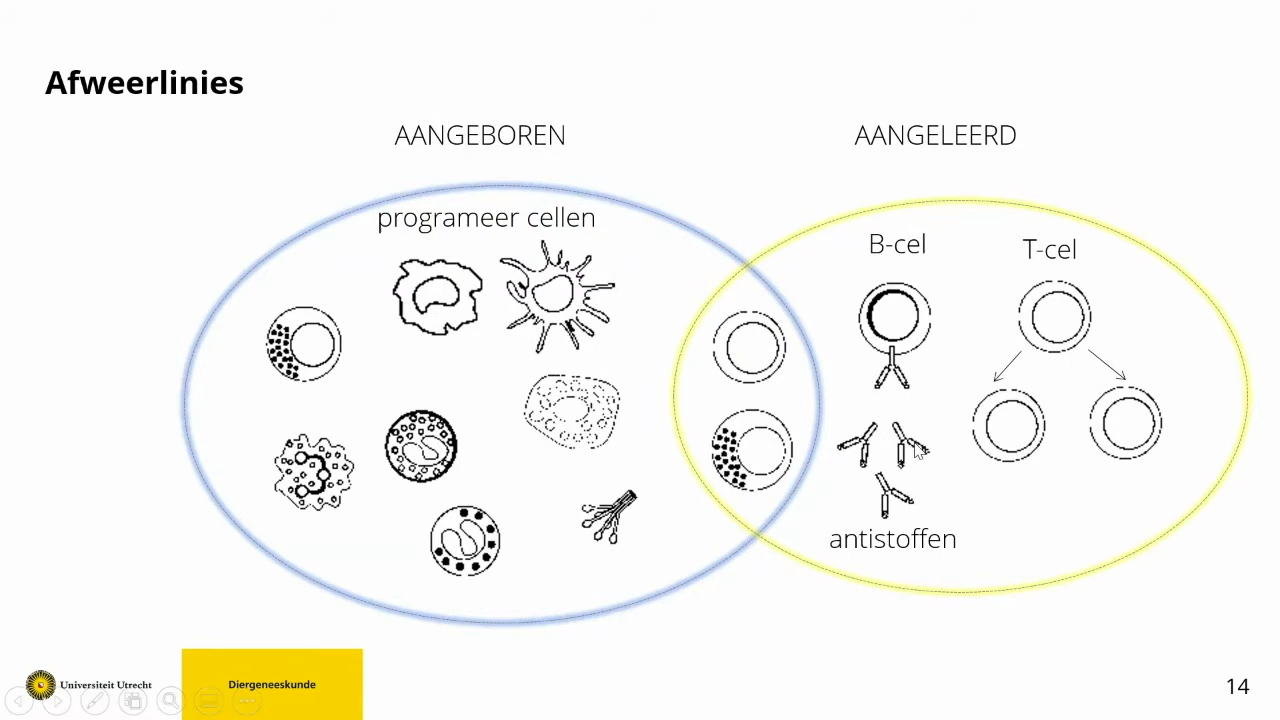 Afweerlinies
AANGEBOREN
AANGELEERD
programeer cellen
B-cel
T-cel
antistoffen
Universiteit Utrecht
Diergeneeskunde
14